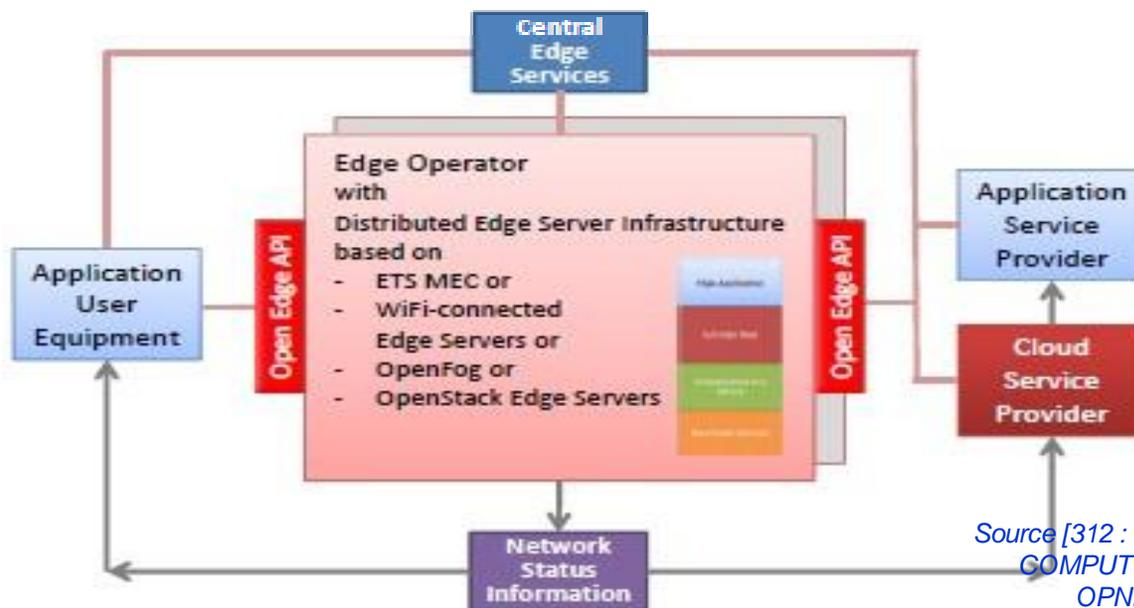 Central
Edge
Services
Edge Operator
with
Distributed Edge Server Infrastructure
based on
- ETS MEC or
- WiFi-connected
Edge Servers or
- OpenFog or
- OpenStack Edge Servers
Open Edge API
Open Edge API
Application
User
Equipment
Application
Service
Provider
Cloud
Service
Provider
Network
Status
Information
Source [312 :
COMPUT
OPN